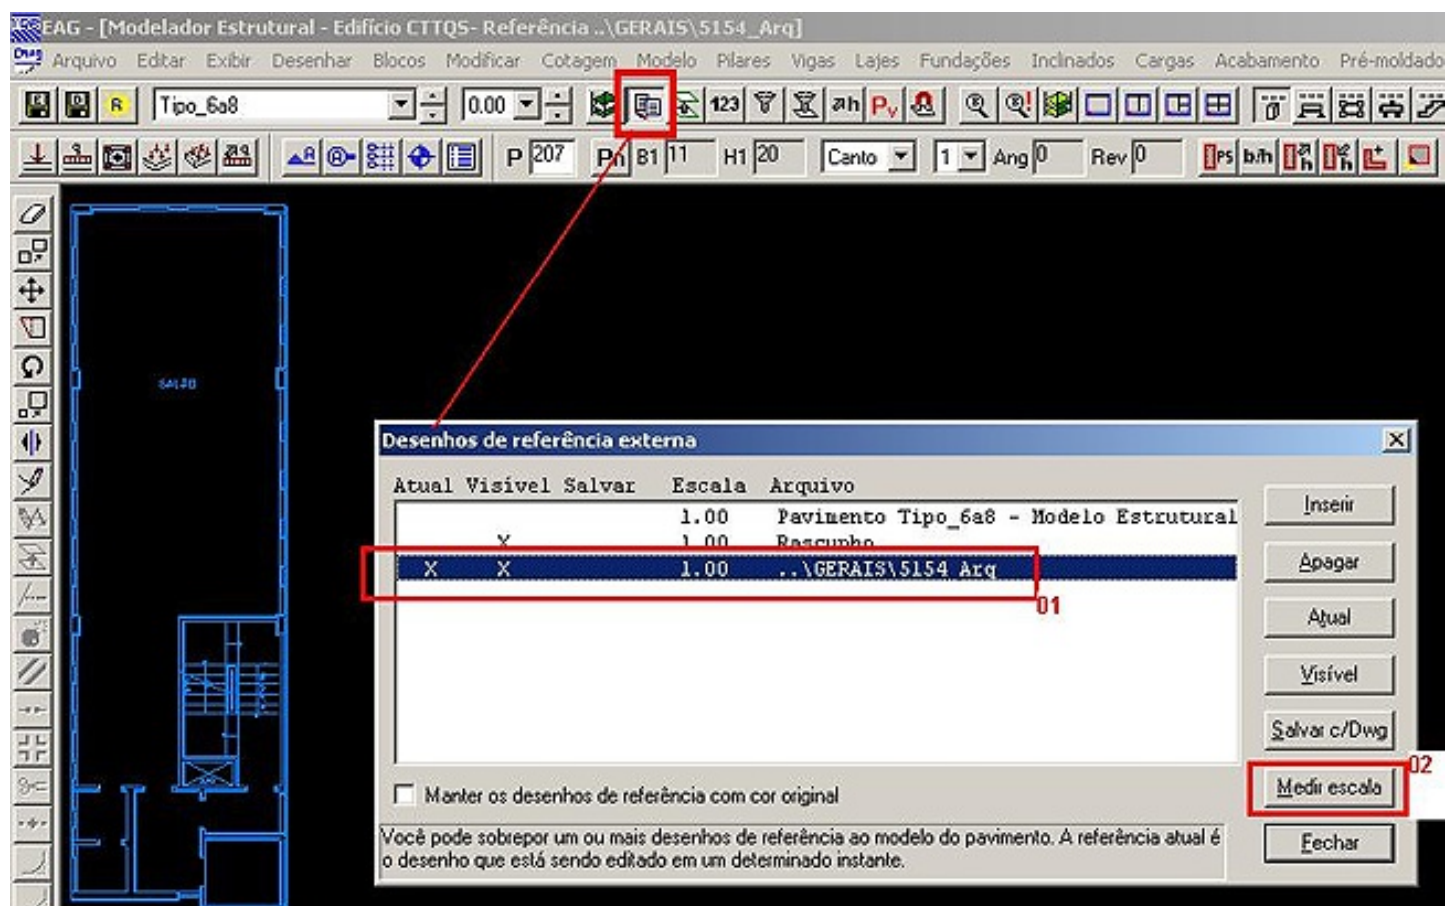 EAG - [Modelador Estrutural - Edifício CTTQS- Referência ..\GERAIS\5154_Arq]
Arquivo Editar Exibir Desenhar Blocos Modificar Cotagem Modelo Pilares Vigas Lajes Fundações Inclinados Cargas Acabamento Pré-moldado
R Tipo_6a8 0.00 123
P 207 Pn B1 11 H1 20 Canto 1 Ang 0 Rev 0 PS b/h
SALÃO
Desenhos de referência externa
Atual Visível Salvar Escala Arquivo
1.00 Pavimento Tipo_6a8 - Modelo Estrutural
X 1.00 Rascunho
X X 1.00 ..\GERAIS\5154_Arq
01
Inserir
Apagar
Atual
Visível
Salvar c/Dwg
02
Medir escala
Fechar
Manter os desenhos de referência com cor original
Você pode sobrepor um ou mais desenhos de referência ao modelo do pavimento. A referência atual é
o desenho que está sendo editado em um determinado instante.